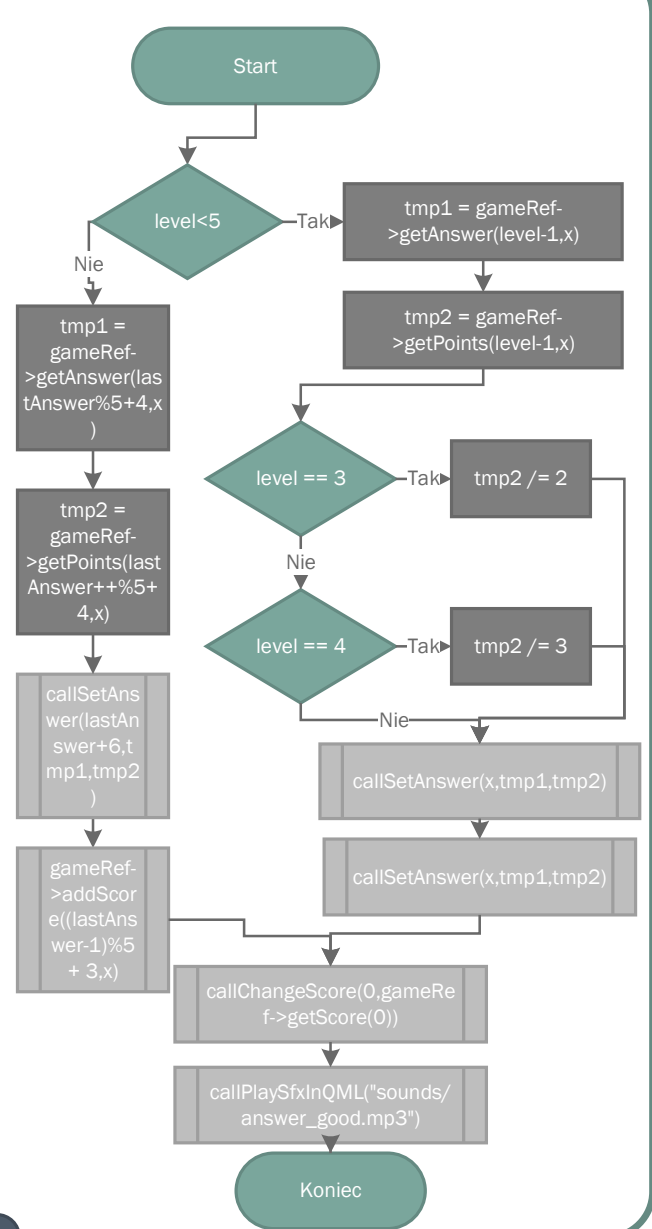 Start
level<5
Tak
tmp1 = gameRef-
>getAnswer(level-1,x)
tmp2 = gameRef-
>getPoints(level-1,x)
Nie
tmp1 =
gameRef-
>getAnswer(las
tAnswer%5+4,x
)
tmp2 =
gameRef-
>getPoints(last
Answer++%5+
4,x)
callSetAns
wer(lastAn
swer+6,t
mp1,tmp2
)
gameRef-
>addScor
e((lastAns
wer-1)%5
+ 3,x)
level == 3
Tak
tmp2 /= 2
Nie
level == 4
Tak
tmp2 /= 3
Nie
callSetAnswer(x,tmp1,tmp2)
callSetAnswer(x,tmp1,tmp2)
callChangeScore(0,gameRe
f->getScore(0))
callPlaySfxInQML("sounds/
answer_good.mp3")
Koniec